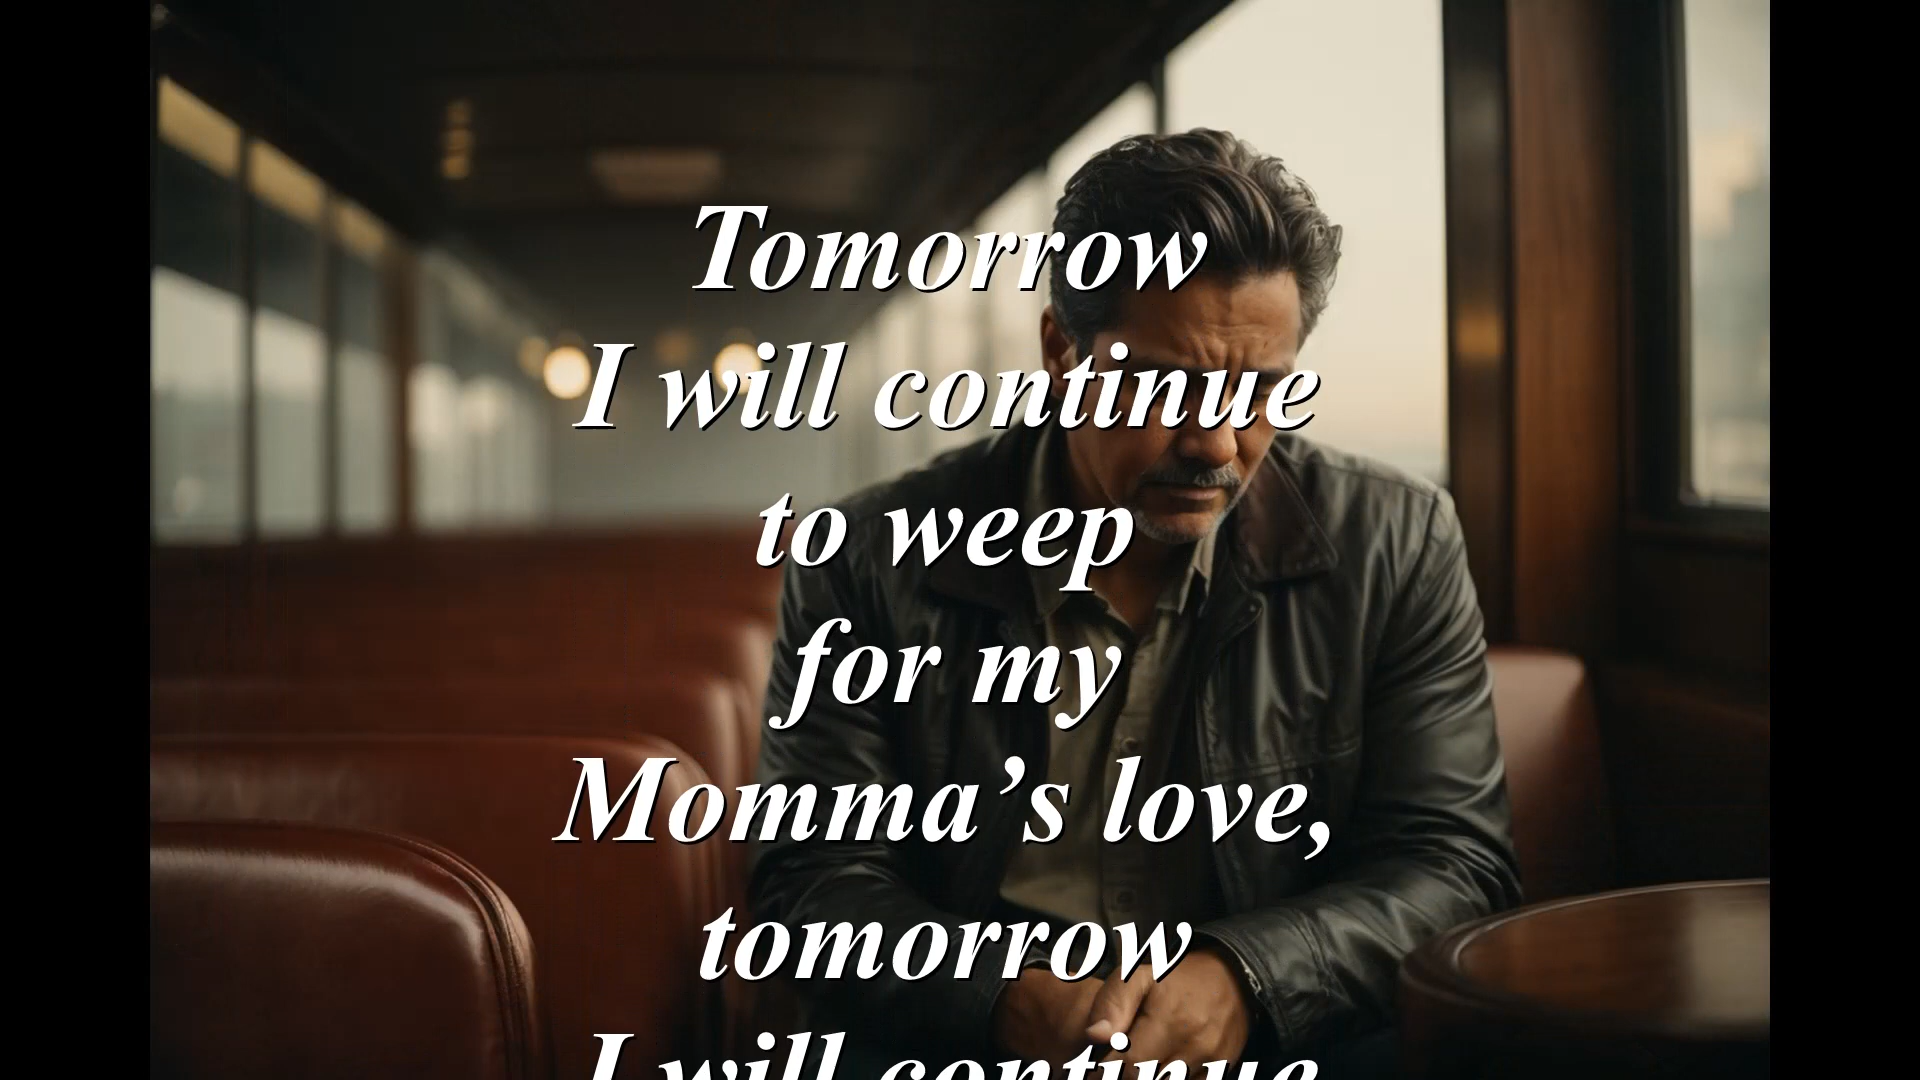 Tomorrow
I will continue
to weep
for my
Momma’s love,
tomorrow
I will continue